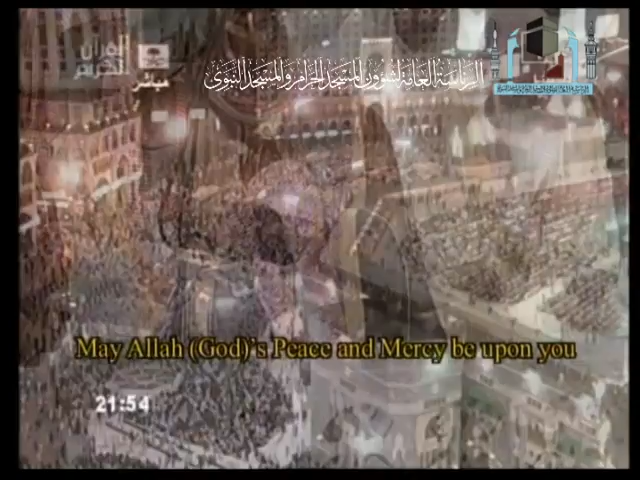 القرآن
الكريم
مباشر
الرئاسة العامة لشؤون المسجد الحرام والمسجد النبوي
May Allah (God)'s Peace and Mercy be upon you
21:54